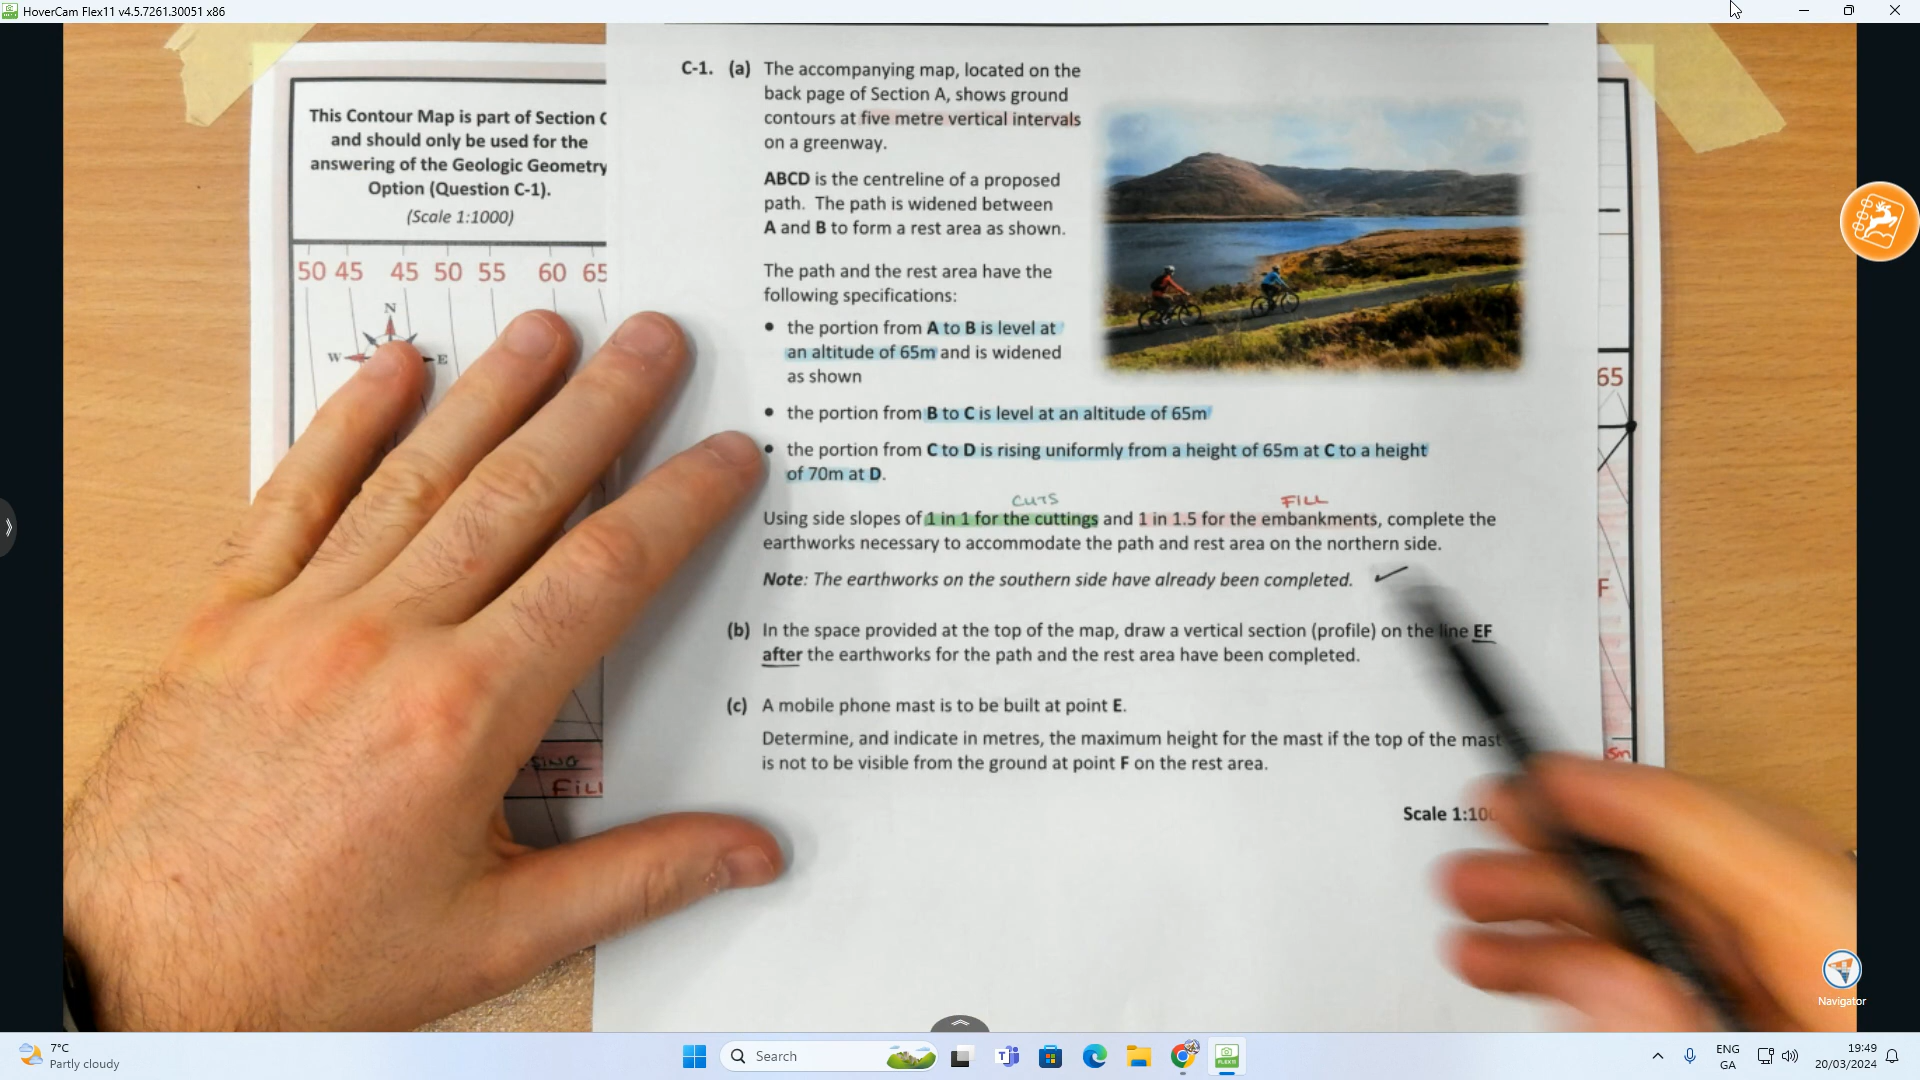 HoverCam Flex11 v4.5.7261.30051 x86
This Contour Map is part of Section
and should only be used for the
answering of the Geologic Geometry
Option (Question C-1).
(Scale 1:1000)
50 45 45 50 55 60 65
N
W E
FILL
C-1. (a) The accompanying map, located on the
back page of Section A, shows ground
contours at five metre vertical intervals
on a greenway.
ABCD is the centreline of a proposed
path. The path is widened between
A and B to form a rest area as shown.
The path and the rest area have the
following specifications:
• the portion from A to B is level at
an altitude of 65m and is widened
as shown
• the portion from B to C is level at an altitude of 65m
• the portion from C to D is rising uniformly from a height of 65m at C to a height
of 70m at D.
CUTS FILL
Using side slopes of 1 in 1 for the cuttings and 1 in 1.5 for the embankments, complete the
earthworks necessary to accommodate the path and rest area on the northern side.
Note: The earthworks on the southern side have already been completed.
(b) In the space provided at the top of the map, draw a vertical section (profile) on the line EF
after the earthworks for the path and the rest area have been completed.
(c) A mobile phone mast is to be built at point E.
Determine, and indicate in metres, the maximum height for the mast if the top of the mast
is not to be visible from the ground at point F on the rest area.
Scale 1:100
65
F
5m
Navigator
7°C
Partly cloudy
Search
ENG
GA
19:49
20/03/2024